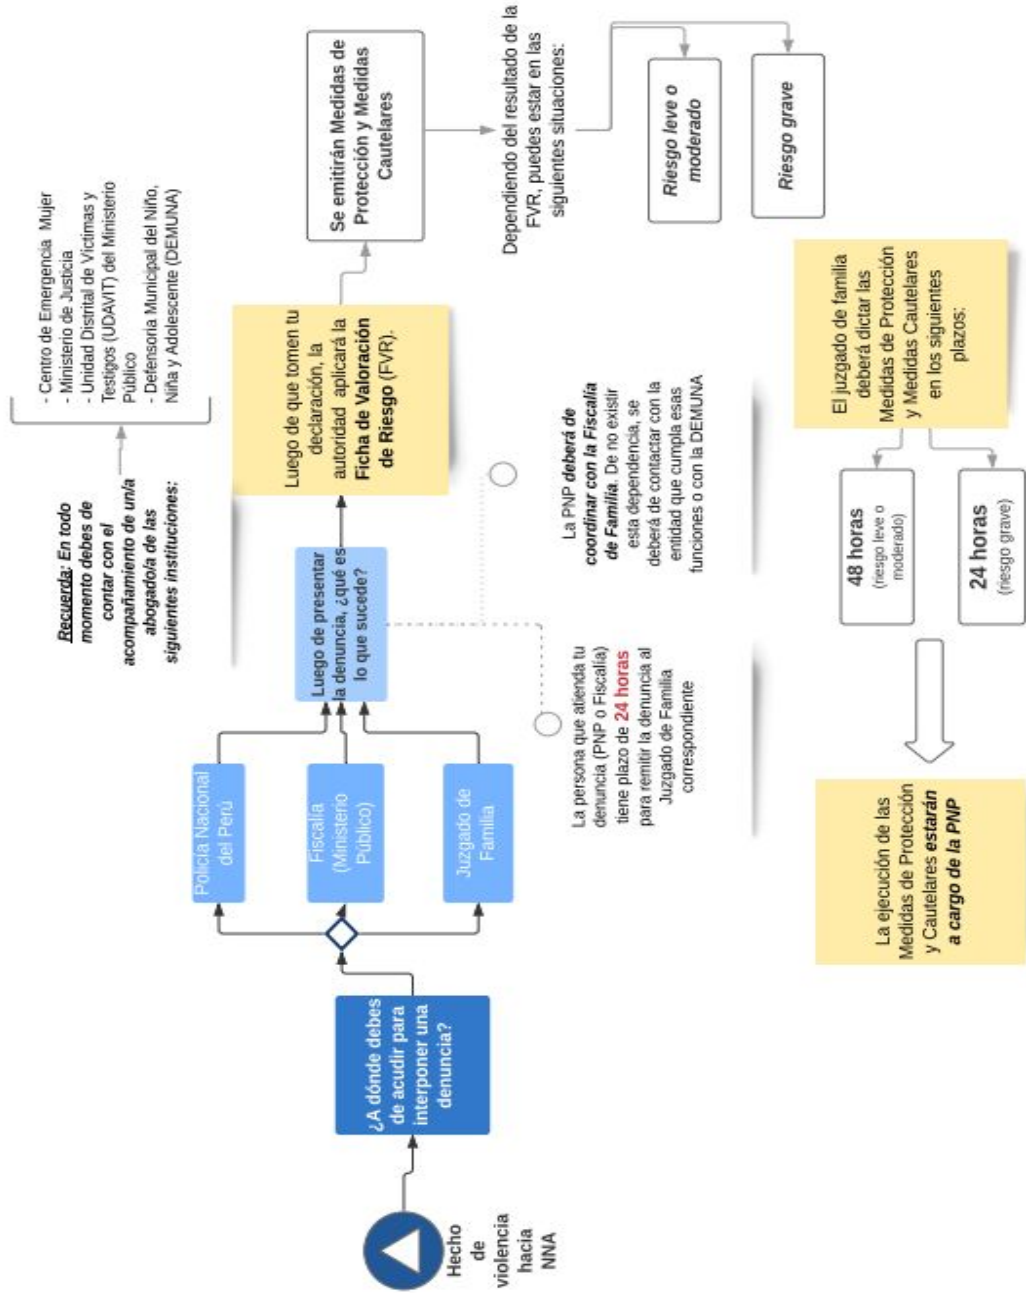 Hecho
de
violencia
hacia
NNA
¿A dónde debes
de acudir para
interponer una
denuncia?
Policía Nacional
del Perú
Fiscalía
(Ministerio
Público)
Juzgado de
Familia
Luego de presentar
la denuncia, ¿qué es
lo que sucede?
La persona que atienda tu
denuncia (PNP o Fiscalía)
tiene plazo de 24 horas
para remitir la denuncia al
Juzgado de Familia
correspondiente
La PNP deberá de
coordinar con la Fiscalía
de Familia. De no existir
esta dependencia, se
deberá de contactar con la
entidad que cumpla esas
funciones o con la DEMUNA
Recuerda: En todo
momento debes de
contar con el
acompañamiento de un/a
abogado/a de las
siguientes instituciones:
- Centro de Emergencia Mujer
- Ministerio de Justicia
- Unidad Distrital de Víctimas y
Testigos (UDAVIT) del Ministerio
Público
- Defensoría Municipal del Niño,
Niña y Adolescente (DEMUNA)
Luego de que tomen tu
declaración, la
autoridad aplicará la
Ficha de Valoración
de Riesgo (FVR).
Se emitirán Medidas de
Protección y Medidas
Cautelares
Dependiendo del resultado de la
FVR, puedes estar en las
siguientes situaciones:
Riesgo leve o
moderado
Riesgo grave
El juzgado de familia
deberá dictar las
Medidas de Protección
y Medidas Cautelares
en los siguientes
plazos:
48 horas
(riesgo leve o
moderado)
24 horas
(riesgo grave)
La ejecución de las
Medidas de Protección
y Cautelares estarán
a cargo de la PNP